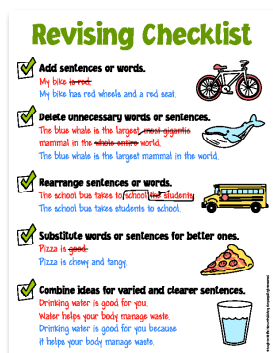 Revising Checklist
Add sentences or words.
My bike is red.
My bike has red wheels and a red seat.
Delete unnecessary words or sentences.
The blue whale is the largest, most gigantic
mammal in the whole entire world.
The blue whale is the largest mammal in the world.
Rearrange sentences or words.
The school bus takes to school the students.
The school bus takes students to school.
Substitute words or sentences for better ones.
Pizza is good.
Pizza is chewy and tangy.
Combine ideas for varied and clearer sentences.
Drinking water is good for you.
Water helps your body manage waste.
Drinking water is good for you because
it helps your body manage waste.